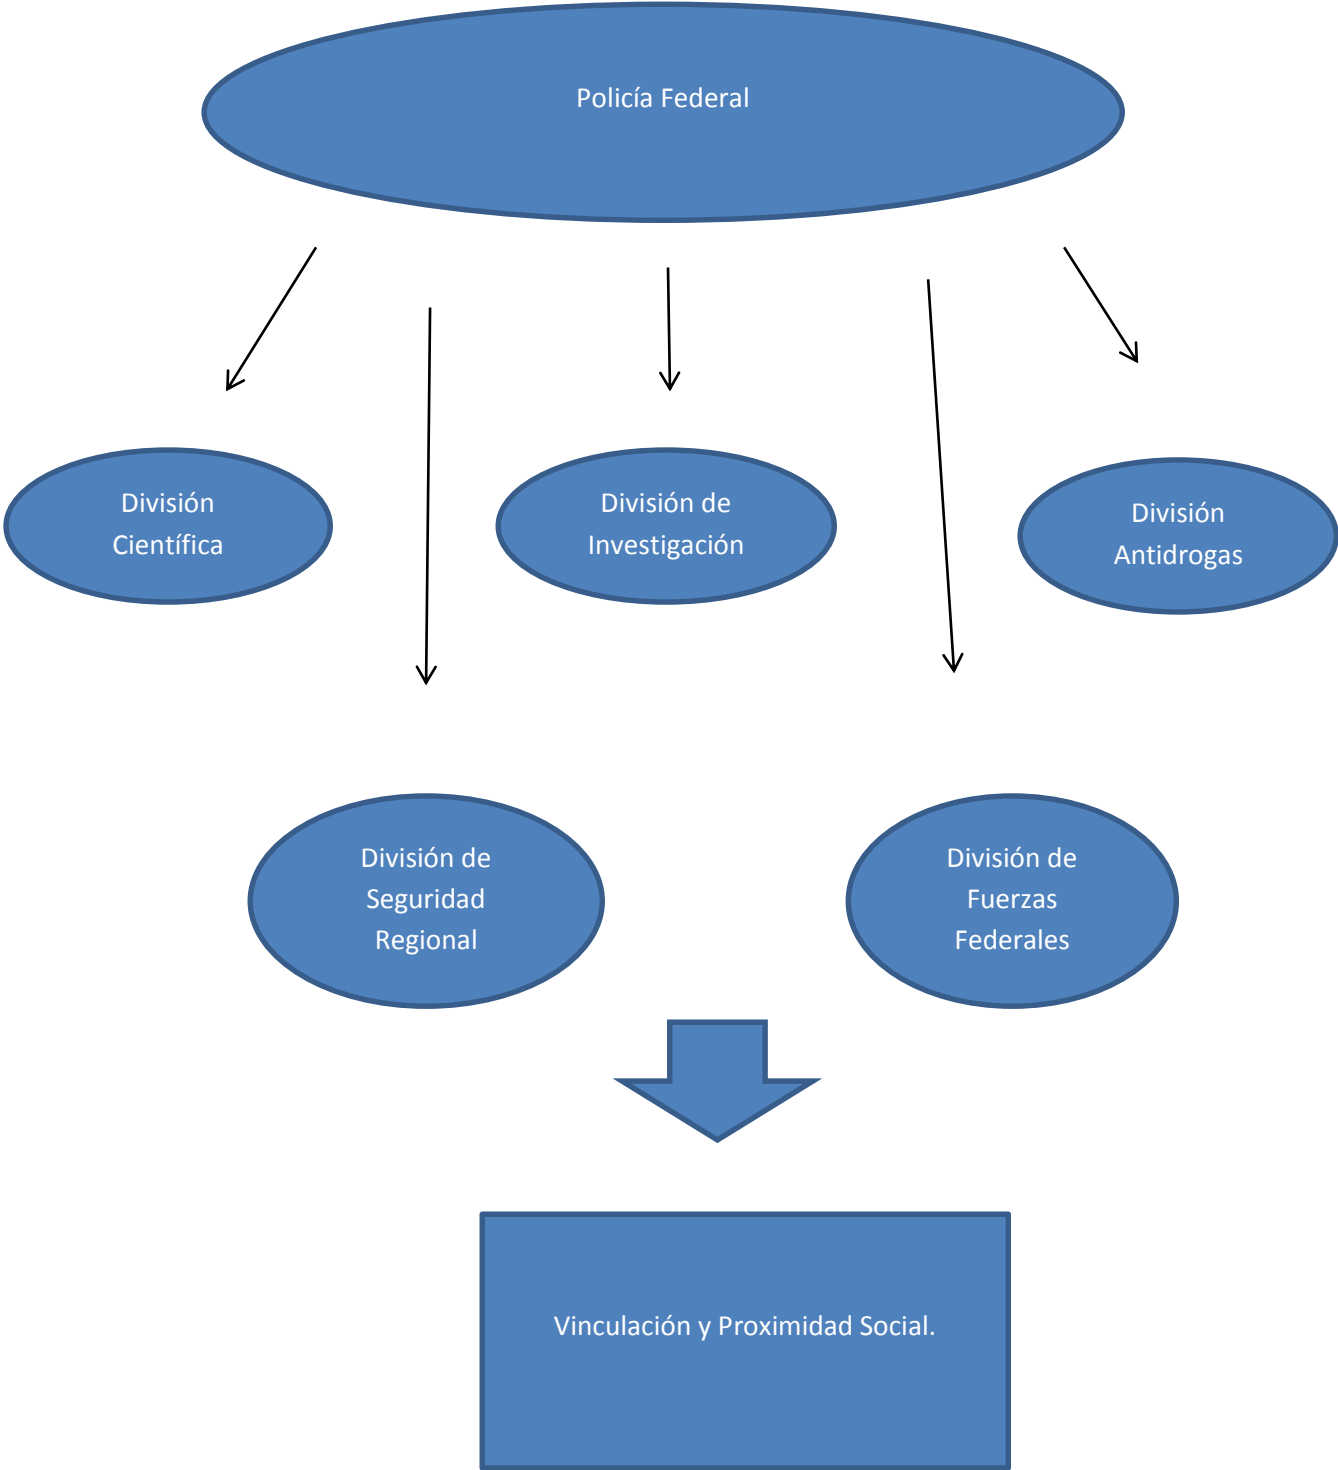 Policía Federal
División
Científica
División de
Investigación
División
Antidrogas
División de
Seguridad
Regional
División de
Fuerzas
Federales
Vinculación y Proximidad Social.